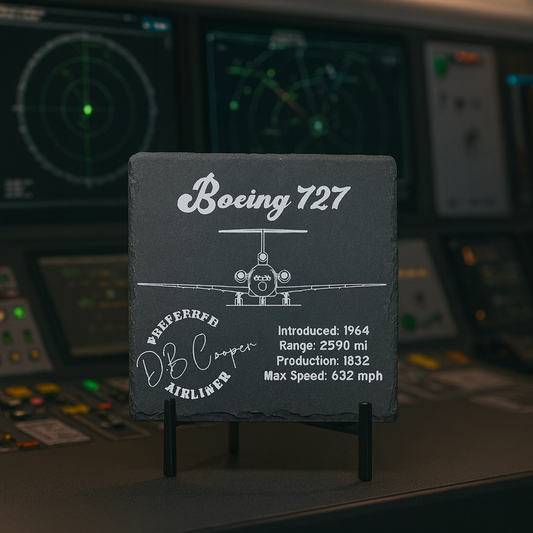 Boeing 727
PREFERRED
DB Cooper
AIRLINER
Introduced: 1964
Range: 2590 mi
Production: 1832
Max Speed: 632 mph